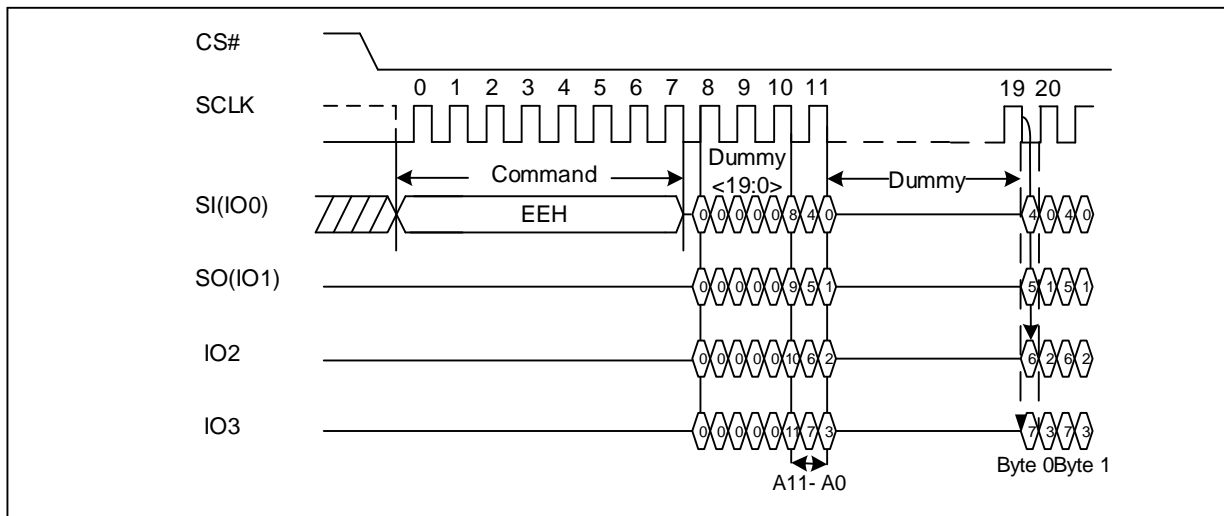 CS#
0 1 2 3 4 5 6 7 8 9 10 11 19 20
SCLK
Dummy
Command Dummy
<19:0>
SI(IO0) EEH 0 0 0 0 0 8 4 0 4 0 4 0
SO(IO1) 0 0 0 0 0 9 5 1 5 1 5 1
IO2 0 0 0 0 0 10 6 2 6 2 6 2
IO3 0 0 0 0 0 11 7 3 7 3 7 3
Byte 0 Byte 1
A11- A0